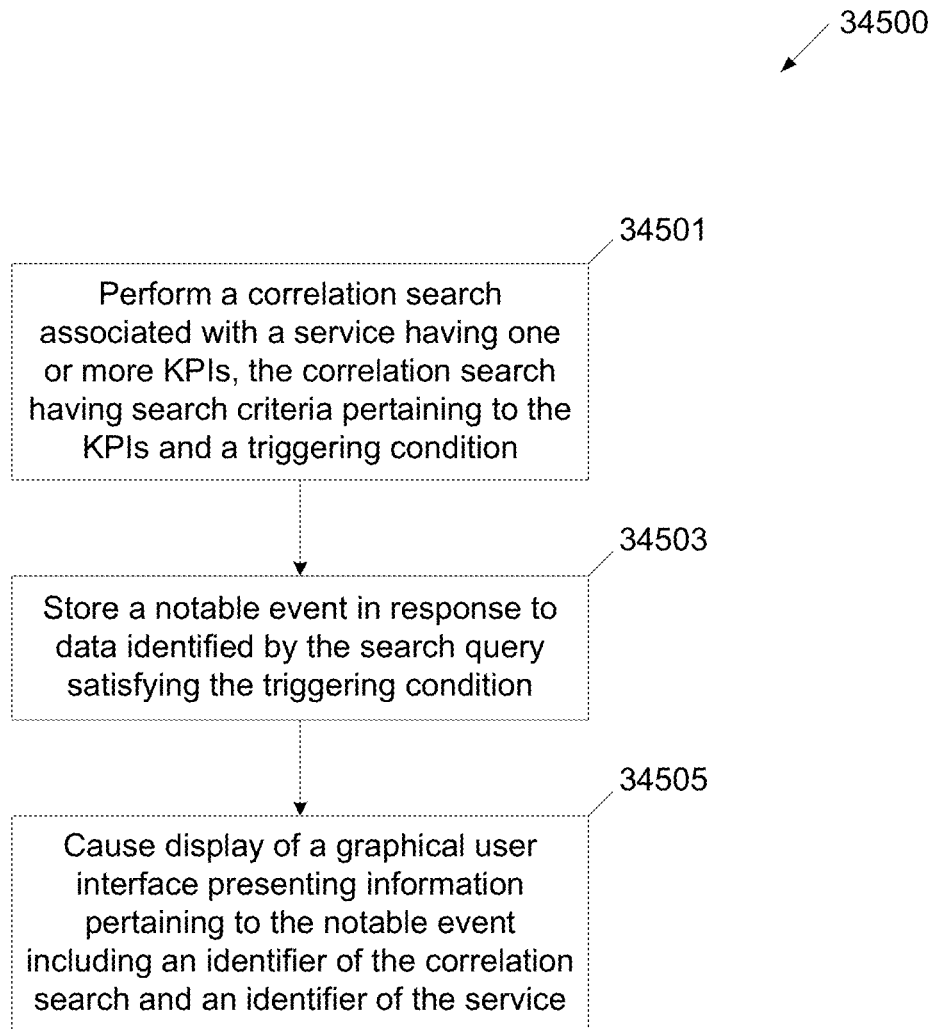 34500
34501
Perform a correlation search
associated with a service having one
or more KPIs, the correlation search
having search criteria pertaining to the
KPIs and a triggering condition
34503
Store a notable event in response to
data identified by the search query
satisfying the triggering condition
34505
Cause display of a graphical user
interface presenting information
pertaining to the notable event
including an identifier of the correlation
search and an identifier of the service